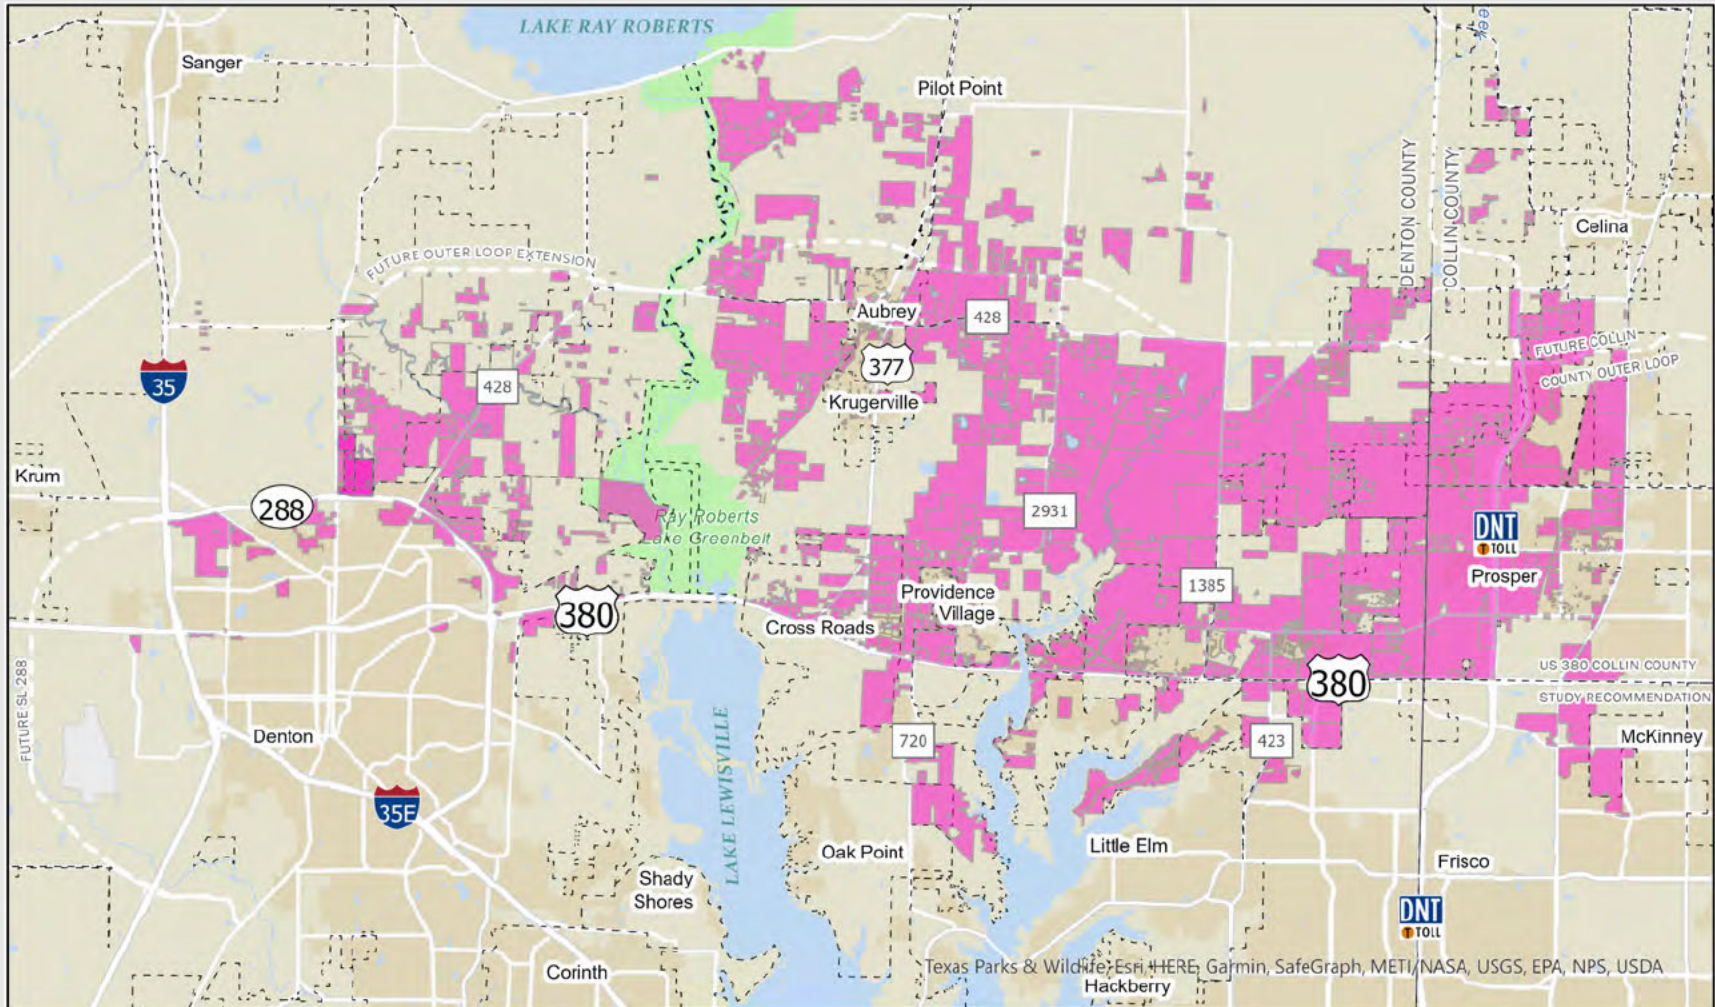 LAKE RAY ROBERTS
Sanger
Pilot Point
DENTON COUNTY
COLLIN COUNTY
Celina
FUTURE OUTER LOOP EXTENSION
Aubrey
428
FUTURE COLLIN
COUNTY OUTER LOOP
377
35
428
Krugerville
Krum
288
2931
Ray Roberts
Lake Greenbelt
DNT
TOLL
Prosper
1385
380
Providence
Village
Cross Roads
US 380 COLLIN COUNTY
STUDY RECOMMENDATION
380
FUTURE SL 288
Denton
720
423
McKinney
35E
LAKE LEWISVILLE
Oak Point
Little Elm
Frisco
Shady
Shores
DNT
TOLL
Corinth
Texas Parks & Wildlife, Esri, HERE, Garmin, SafeGraph, METI/NASA, USGS, EPA, NPS, USDA
Hackberry